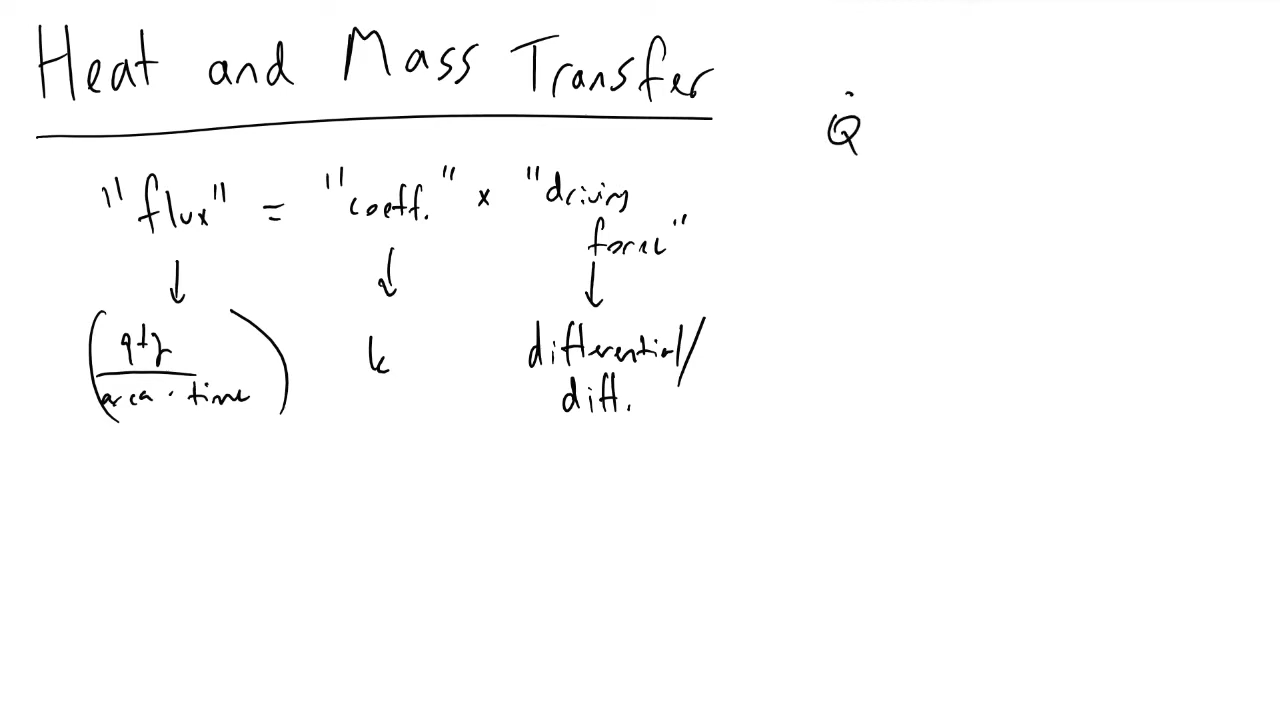 Heat and Mass Transfer
Q̇
"flux" = "coeff." × "driving
force"
↓ ↓ ↓
(qty / area · time) k differential/
diff.